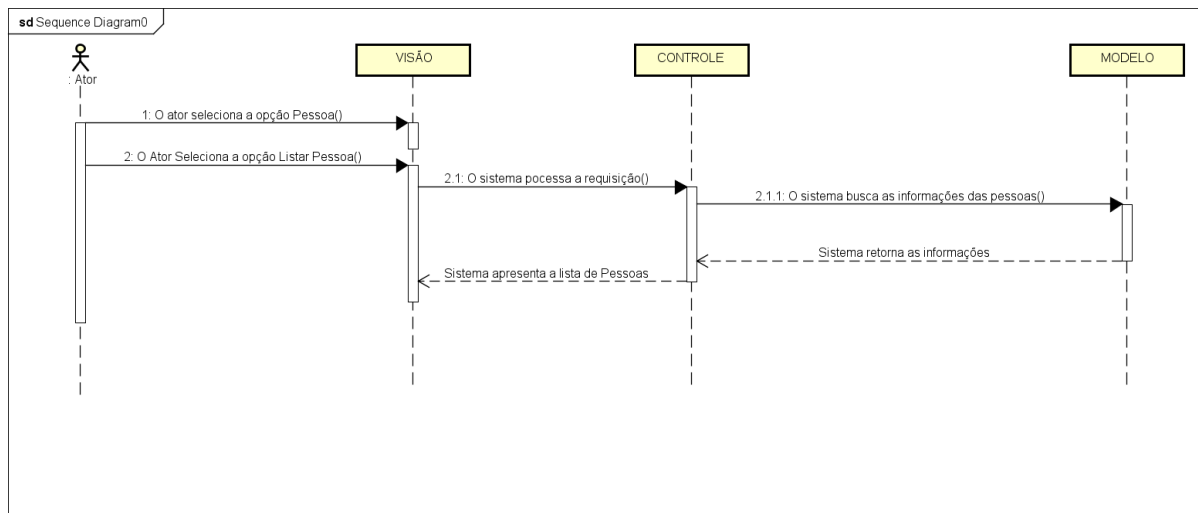 sd Sequence Diagram0
: Ator
VISÃO
CONTROLE
MODELO
1: O ator seleciona a opção Pessoa()
2: O Ator Seleciona a opção Listar Pessoa()
2.1: O sistema pocessa a requisição()
2.1.1: O sistema busca as informações das pessoas()
Sistema retorna as informações
Sistema apresenta a lista de Pessoas